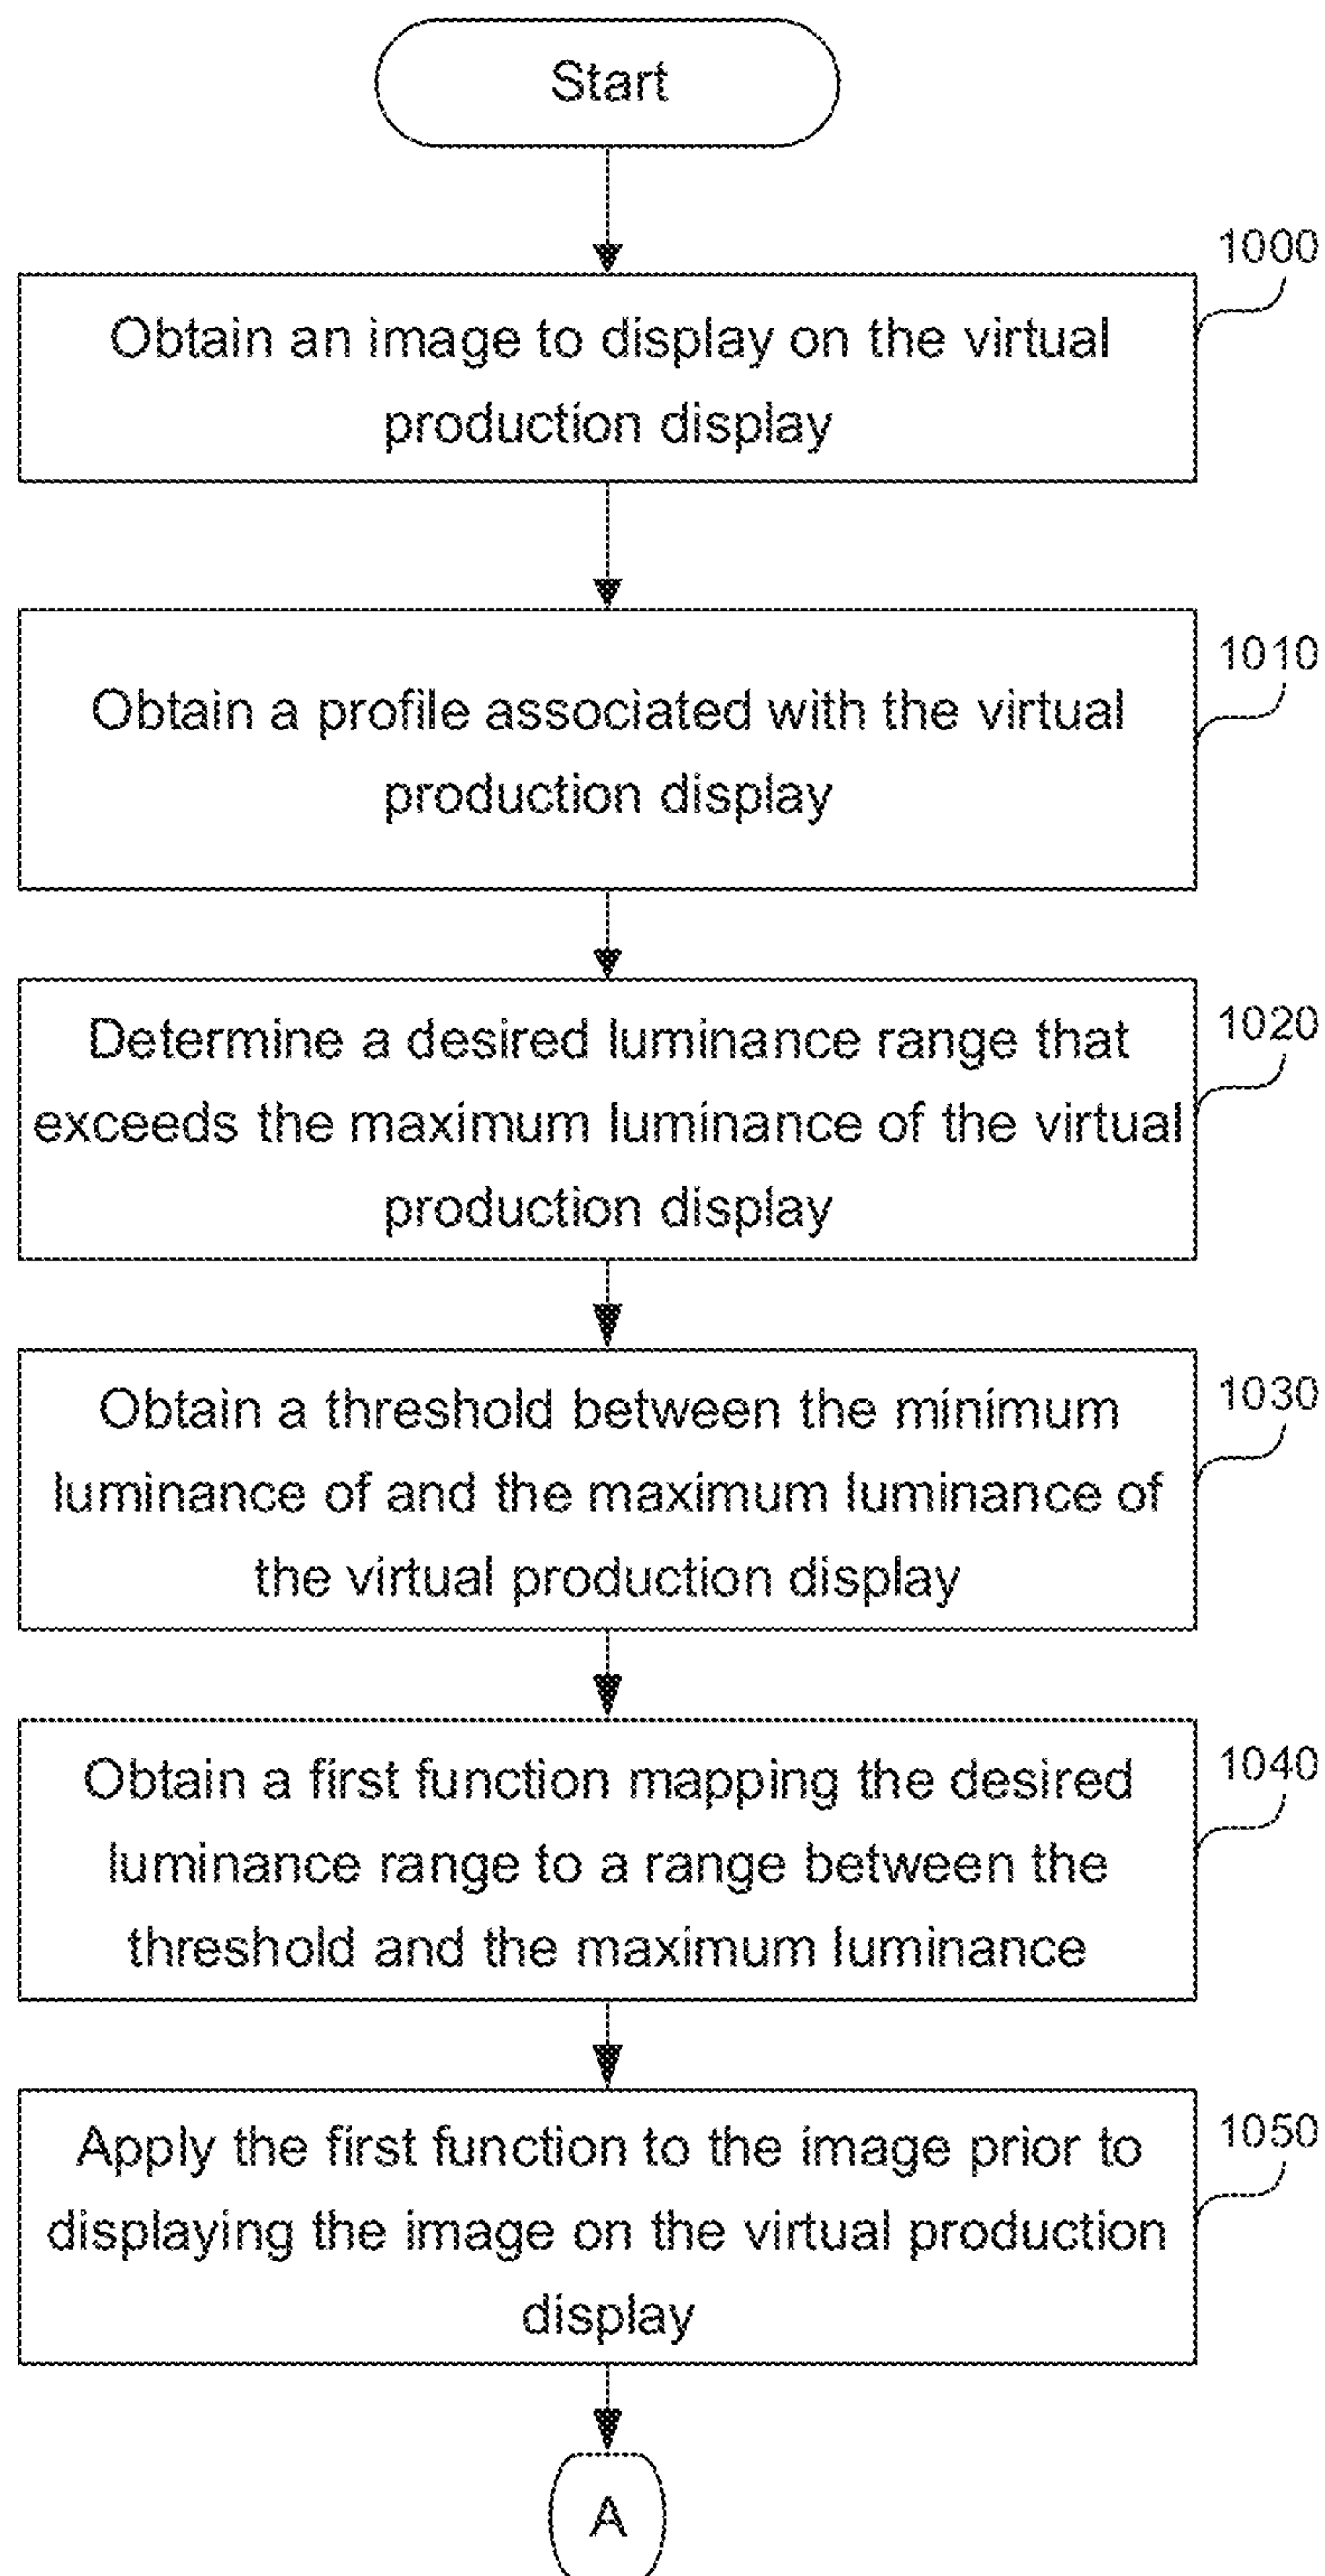 Start
1000
Obtain an image to display on the virtual
production display
1010
Obtain a profile associated with the virtual
production display
1020
Determine a desired luminance range that
exceeds the maximum luminance of the virtual
production display
1030
Obtain a threshold between the minimum
luminance of and the maximum luminance of
the virtual production display
1040
Obtain a first function mapping the desired
luminance range to a range between the
threshold and the maximum luminance
1050
Apply the first function to the image prior to
displaying the image on the virtual production
display
A